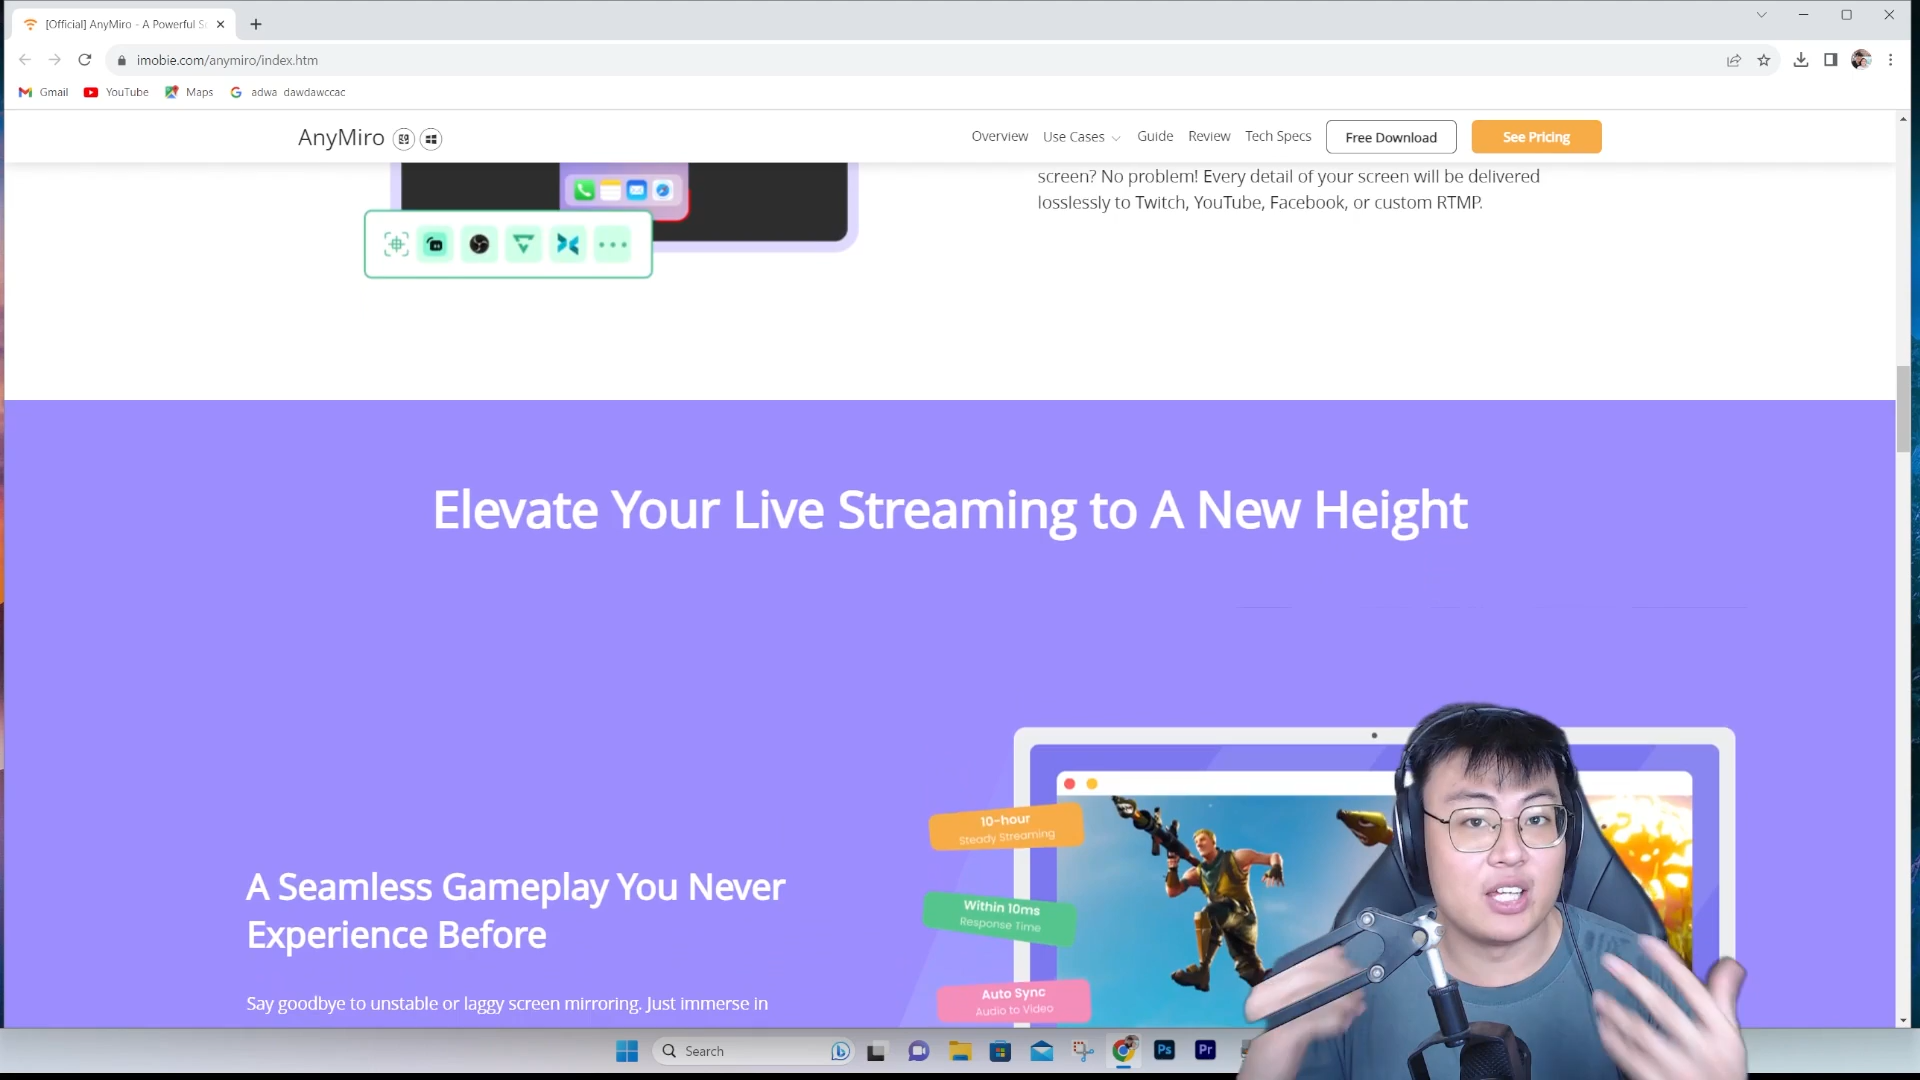 [Official] AnyMiro - A Powerful S
imobie.com/anymiro/index.htm
Gmail YouTube Maps adwa dawdawccac
AnyMiro
Overview Use Cases Guide Review Tech Specs Free Download See Pricing
screen? No problem! Every detail of your screen will be delivered
losslessly to Twitch, YouTube, Facebook, or custom RTMP.
Elevate Your Live Streaming to A New Height
A Seamless Gameplay You Never
Experience Before
Say goodbye to unstable or laggy screen mirroring. Just immerse in
10-hour
Steady Streaming
Within 10ms
Response Time
Auto Sync
Audio to Video
Search
Ps
Pr